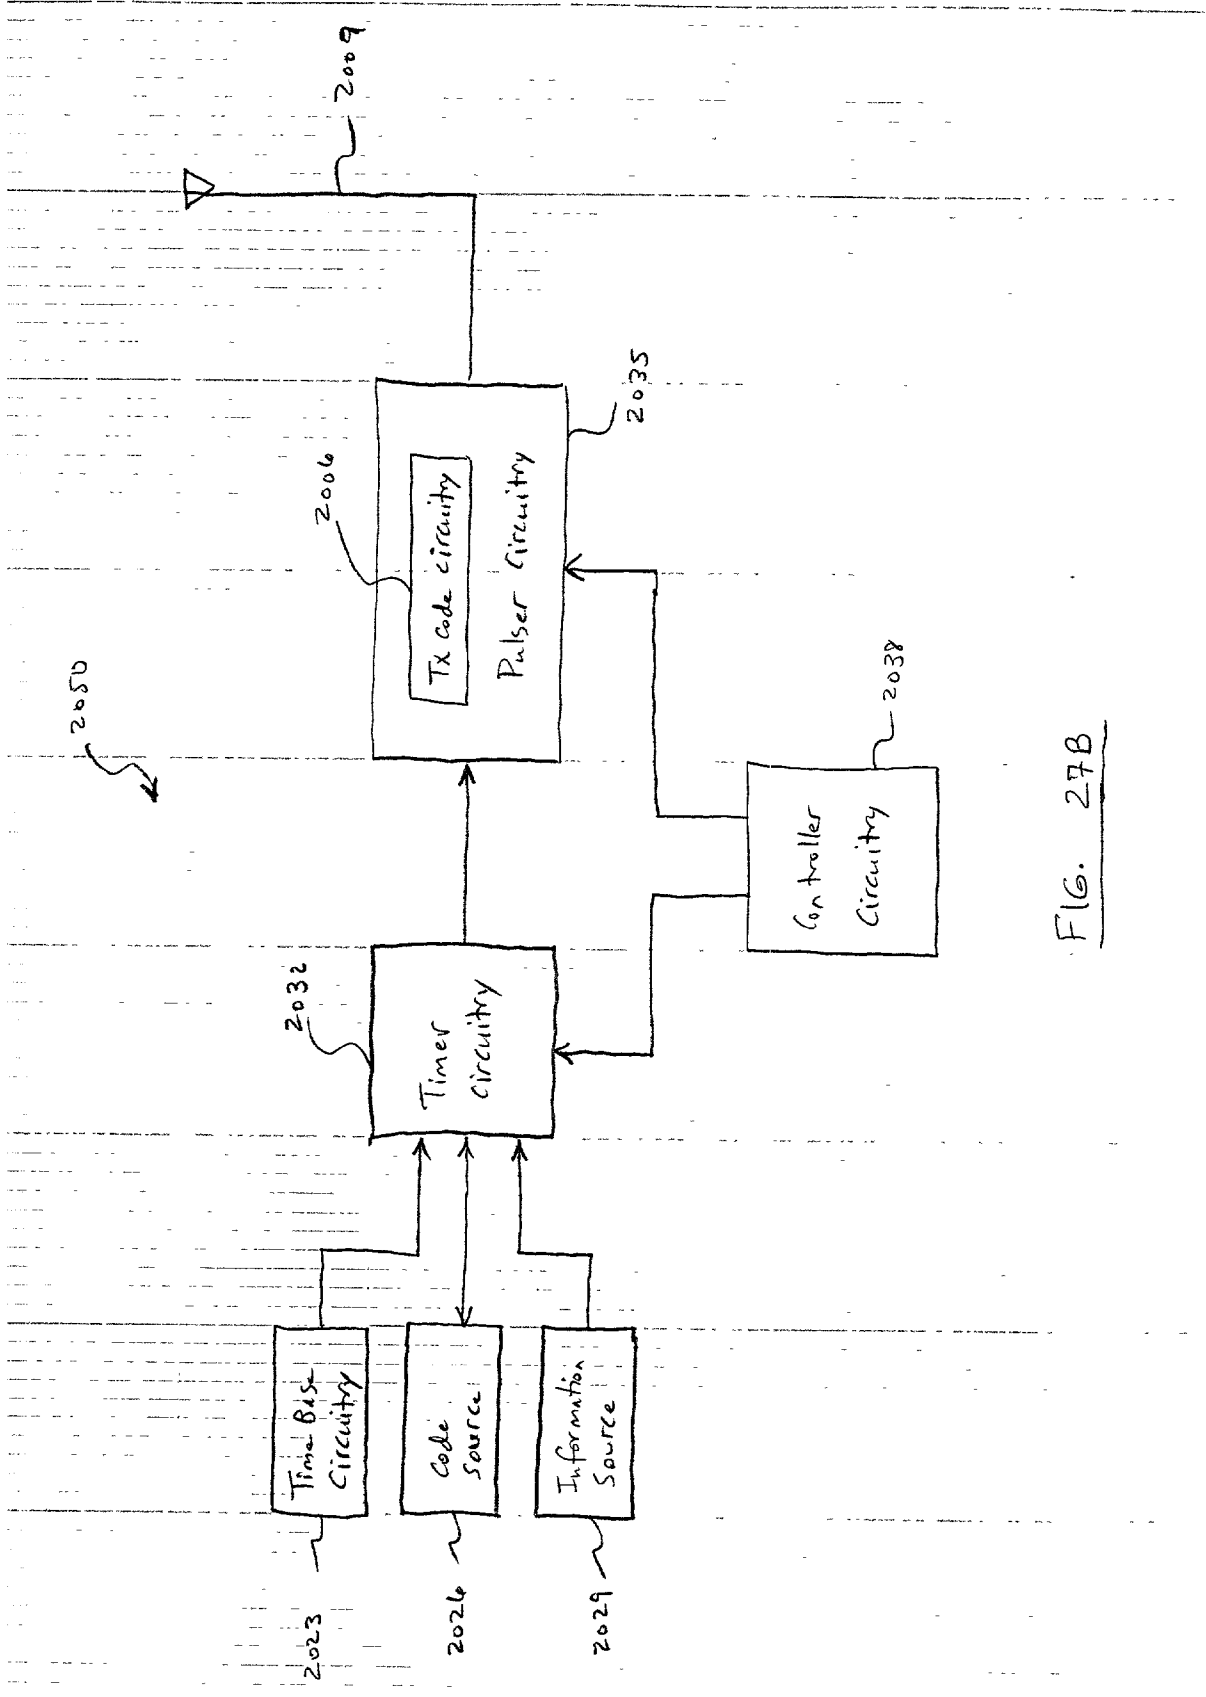 2050
2009
2006
Tx Code Circuitry
Pulser Circuitry
2035
2032
Timer
Circuitry
2023
Time Base
Circuitry
2026
Code
Source
2029
Information
Source
Controller
Circuitry
2038
FIG. 27B